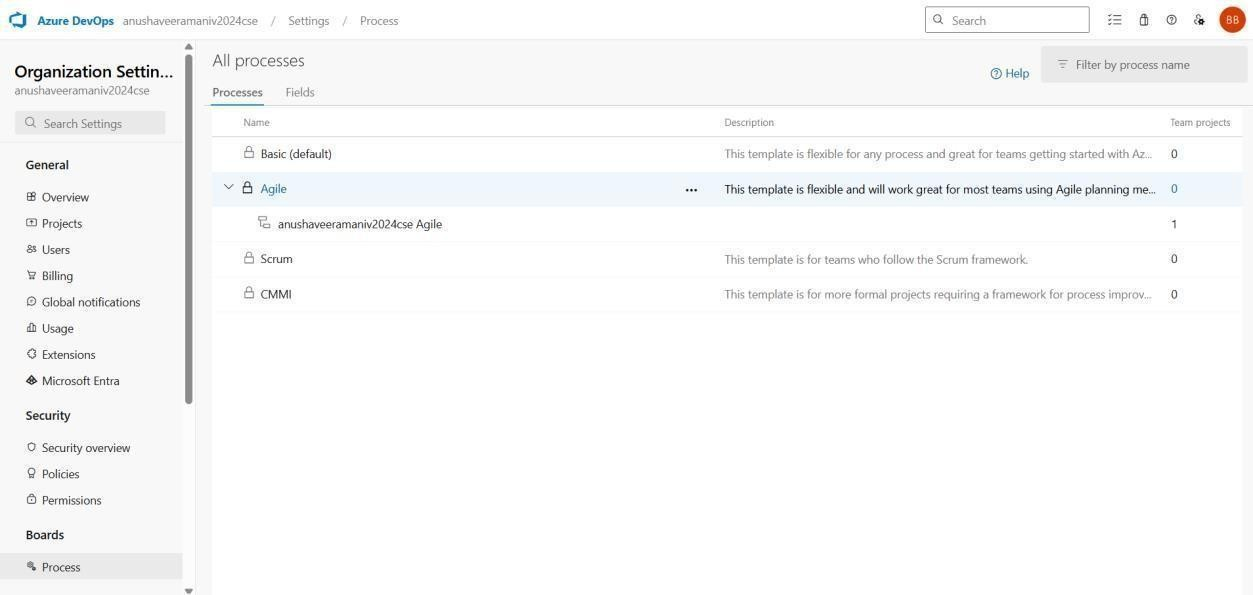 Azure DevOps anushaveeramaniv2024cse / Settings / Process
Search
BB
Organization Settin...
anushaveeramaniv2024cse
Search Settings
General
Overview
Projects
Users
Billing
Global notifications
Usage
Extensions
Microsoft Entra
Security
Security overview
Policies
Permissions
Boards
Process
All processes
Help
Filter by process name
Processes Fields
Name Description Team projects
Basic (default) This template is flexible for any process and great for teams getting started with Az... 0
Agile ... This template is flexible and will work great for most teams using Agile planning me... 0
anushaveeramaniv2024cse Agile 1
Scrum This template is for teams who follow the Scrum framework. 0
CMMI This template is for more formal projects requiring a framework for process improv... 0